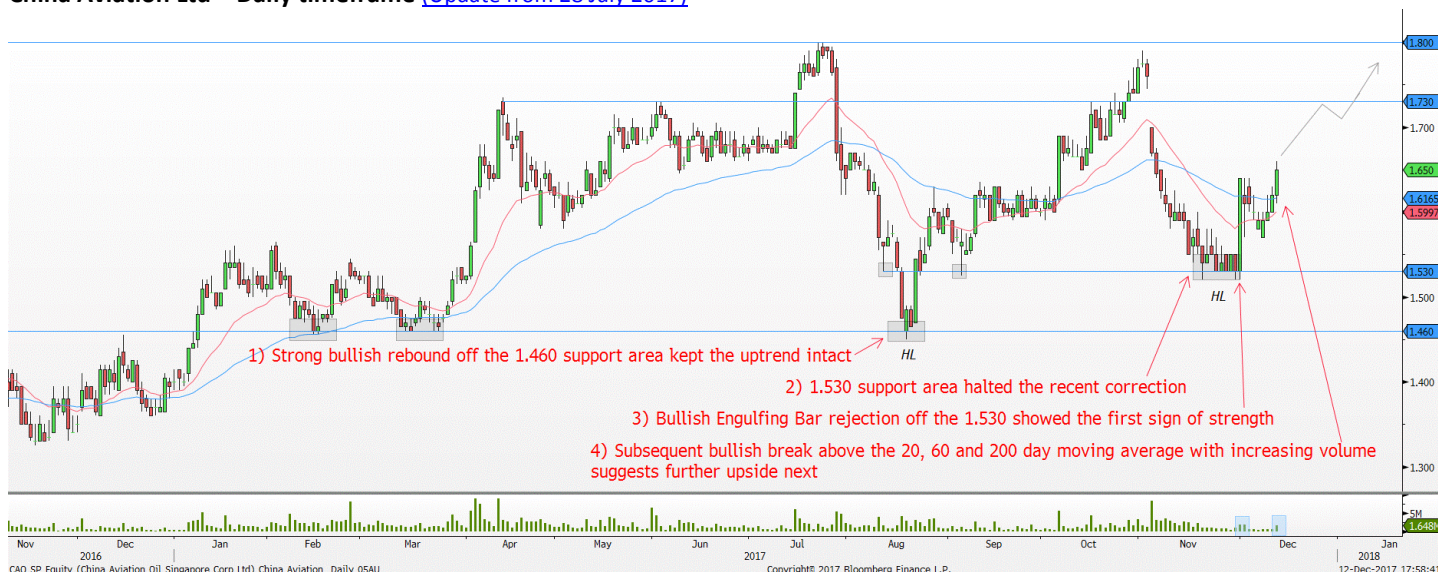 China Aviation Ltd – Daily timeframe (Update from 28 July 2017)
1.800
1.730
1.700
1.650
1.6165
1.5997
1.530
1.500
1.460
1.400
1.300
HL
HL
1) Strong bullish rebound off the 1.460 support area kept the uptrend intact
2) 1.530 support area halted the recent correction
3) Bullish Engulfing Bar rejection off the 1.530 showed the first sign of strength
4) Subsequent bullish break above the 20, 60 and 200 day moving average with increasing volume
suggests further upside next
5M
1.648M
Nov Dec Jan Feb Mar Apr May Jun Jul Aug Sep Oct Nov Dec Jan
2016 2017 2018
CAO SP Equity (China Aviation Oil Singapore Corp Ltd) China Aviation Daily 05AU Copyright© 2017 Bloomberg Finance L.P. 12-Dec-2017 17:58:41